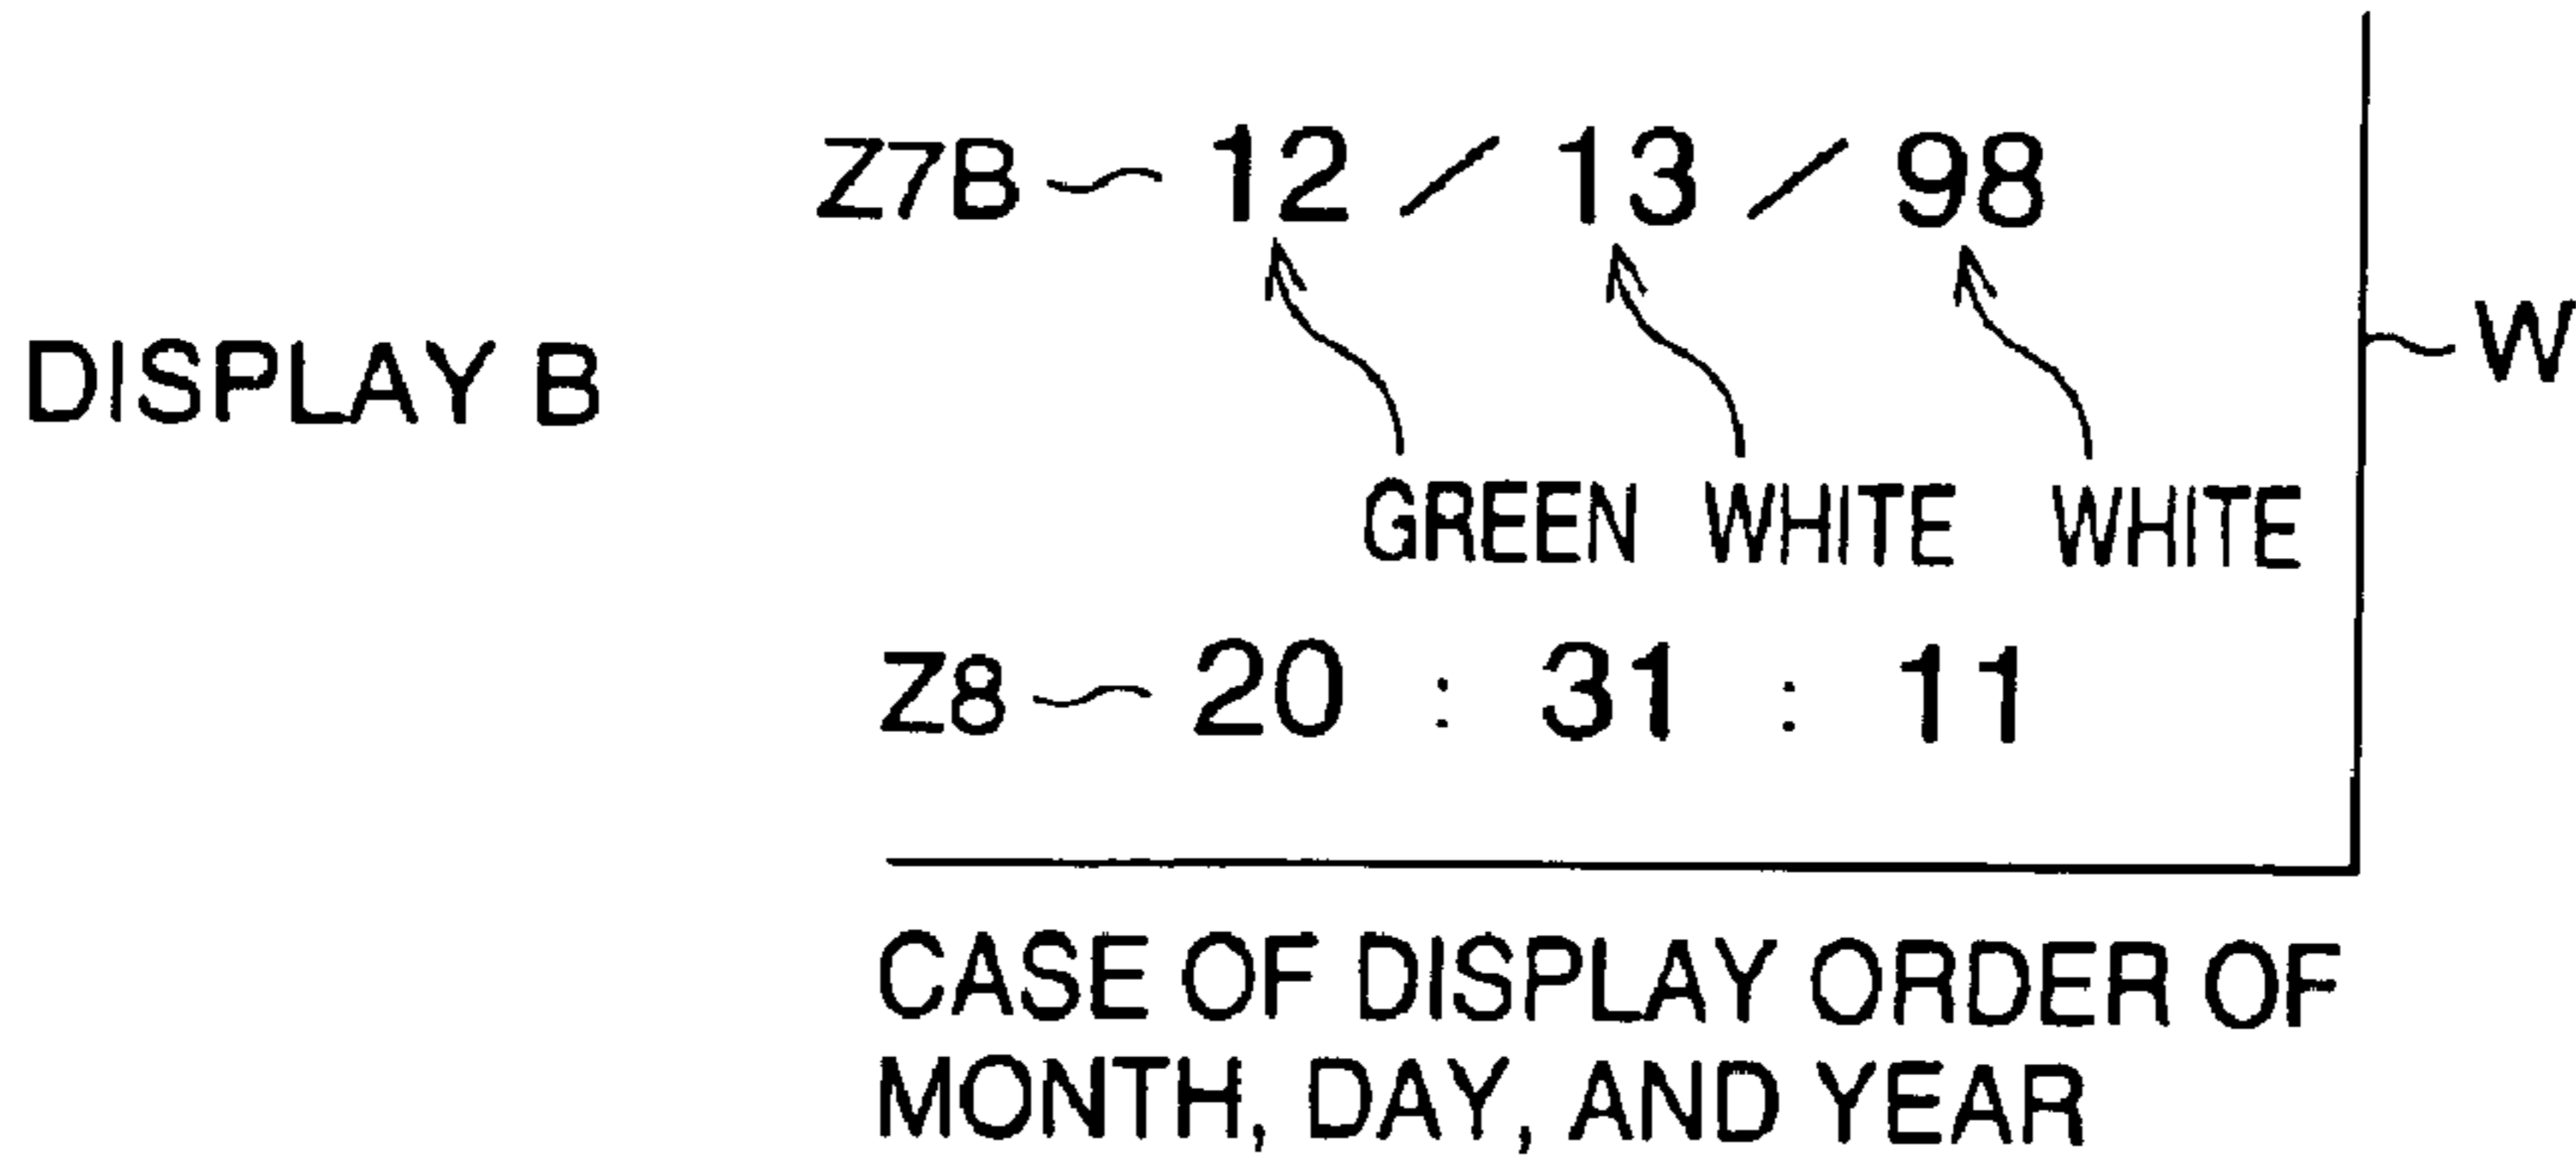 Z7B 12 / 13 / 98
DISPLAY B
W
GREEN WHITE WHITE
Z8 20 : 31 : 11
CASE OF DISPLAY ORDER OF
MONTH, DAY, AND YEAR